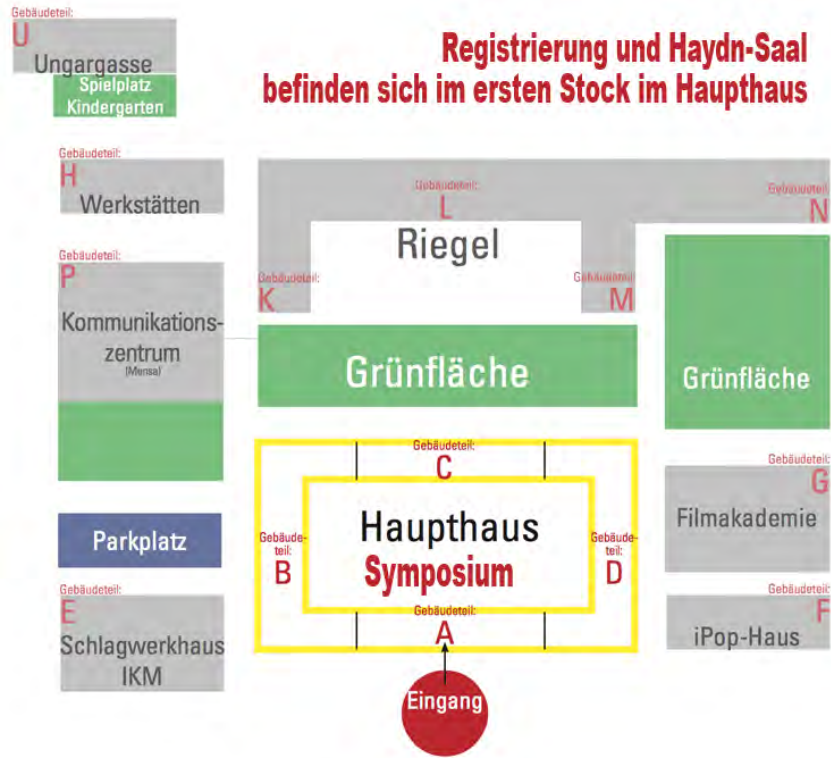 Gebäudeteil:
U
Ungargasse
Spielplatz
Kindergarten
Registrierung und Haydn-Saal
befinden sich im ersten Stock im Haupthaus
Gebäudeteil:
H
Werkstätten
Gebäudeteil:
L
Riegel
Gebäudeteil:
N
Gebäudeteil:
K
Gebäudeteil:
M
Gebäudeteil:
P
Kommunikations-
zentrum
(Mensa)
Grünfläche
Grünfläche
Gebäudeteil:
C
Gebäude-
teil:
B
Haupthaus
Symposium
Gebäude-
teil:
D
Gebäudeteil:
A
Eingang
Gebäudeteil:
G
Filmakademie
Parkplatz
Gebäudeteil:
E
Schlagwerkhaus
IKM
Gebäudeteil:
F
iPop-Haus